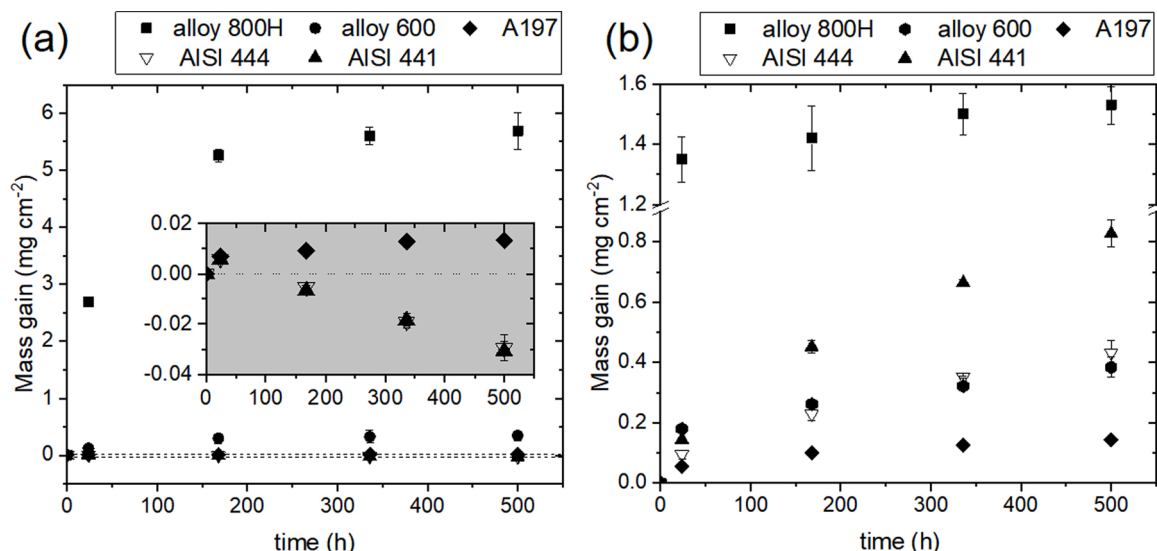 (a)
alloy 800H alloy 600 A197
AISI 444 AISI 441
Mass gain (mg cm-2)
6
5
4
3
2
1
0
0.02
0.00
-0.02
-0.04
0 100 200 300 400 500
0 100 200 300 400 500
time (h)
(b)
alloy 800H alloy 600 A197
AISI 444 AISI 441
Mass gain (mg cm-2)
1.6
1.4
1.2
0.8
0.6
0.4
0.2
0.0
0 100 200 300 400 500
time (h)